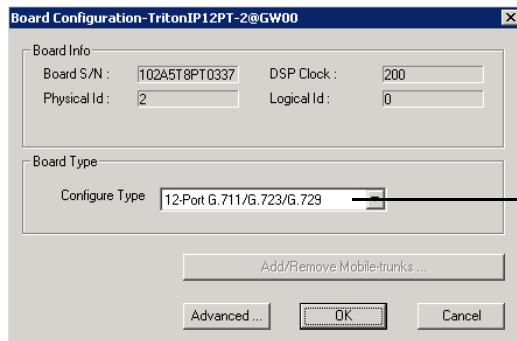 Board Configuration-TritonIP12PT-2@GW00
Board Info
Board S/N : 102A5T8PT0337 DSP Clock : 200
Physical Id : 2 Logical Id : 0
Board Type
Configure Type 12-Port G.711/G.723/G.729
Add/Remove Mobile-trunks ...
Advanced ... OK Cancel